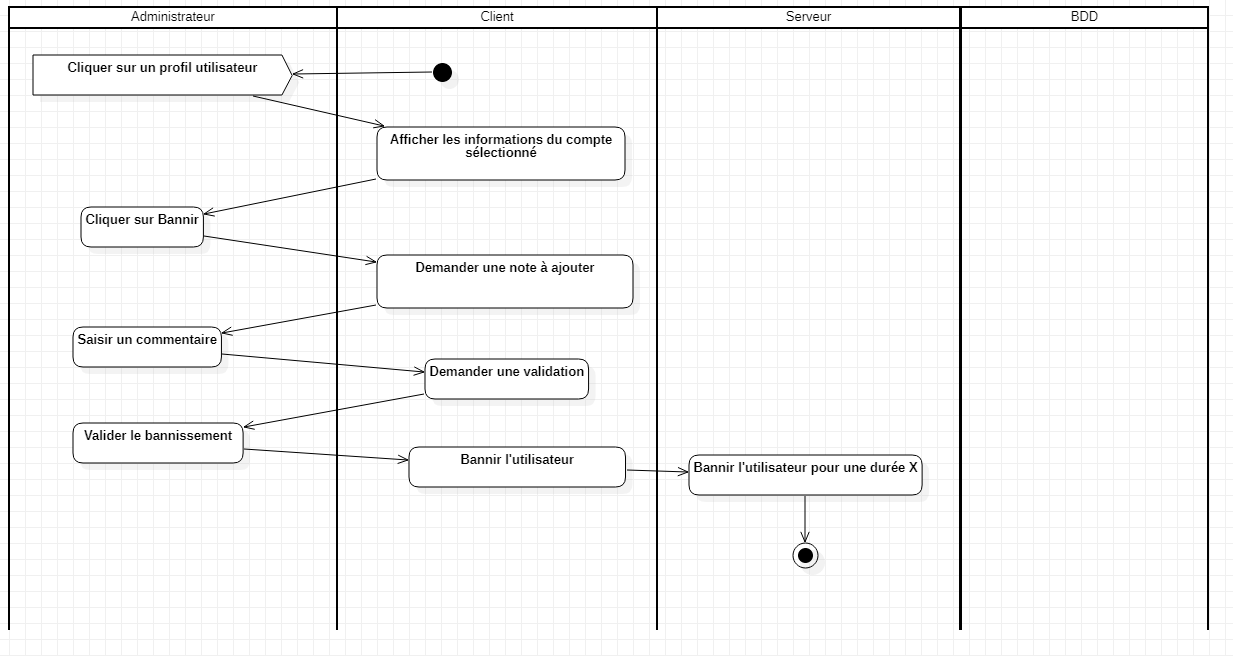 Administrateur
Client
Serveur
BDD
Cliquer sur un profil utilisateur
Afficher les informations du compte
sélectionné
Cliquer sur Bannir
Demander une note à ajouter
Saisir un commentaire
Demander une validation
Valider le bannissement
Bannir l'utilisateur
Bannir l'utilisateur pour une durée X